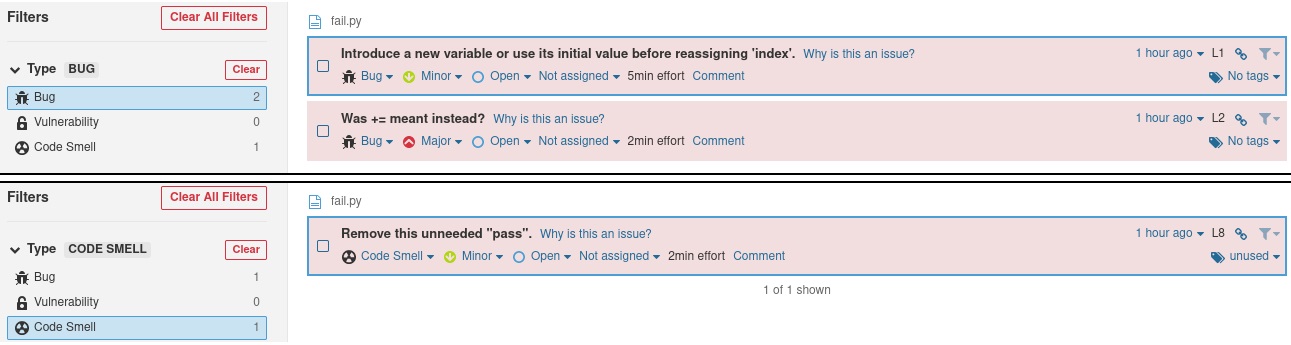 Filters
Clear All Filters
Type BUG
Clear
Bug 2
Vulnerability 0
Code Smell 1
fail.py
Introduce a new variable or use its initial value before reassigning 'index'. Why is this an issue? 1 hour ago L1
Bug Minor Open Not assigned 5min effort Comment No tags
Was += meant instead? Why is this an issue? 1 hour ago L2
Bug Major Open Not assigned 2min effort Comment No tags
Filters
Clear All Filters
Type CODE SMELL
Clear
Bug 1
Vulnerability 0
Code Smell 1
fail.py
Remove this unneeded "pass". Why is this an issue? 1 hour ago L8
Code Smell Minor Open Not assigned 2min effort Comment unused
1 of 1 shown